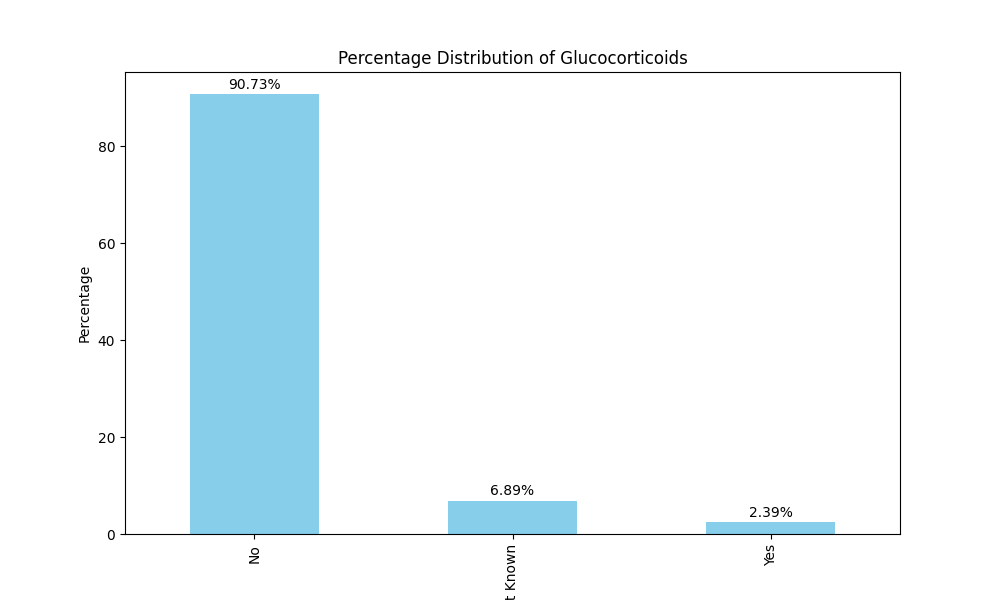 Percentage Distribution of Glucocorticoids
90.73%
6.89%
2.39%
80
60
40
20
0
Percentage
No
t Known
Yes